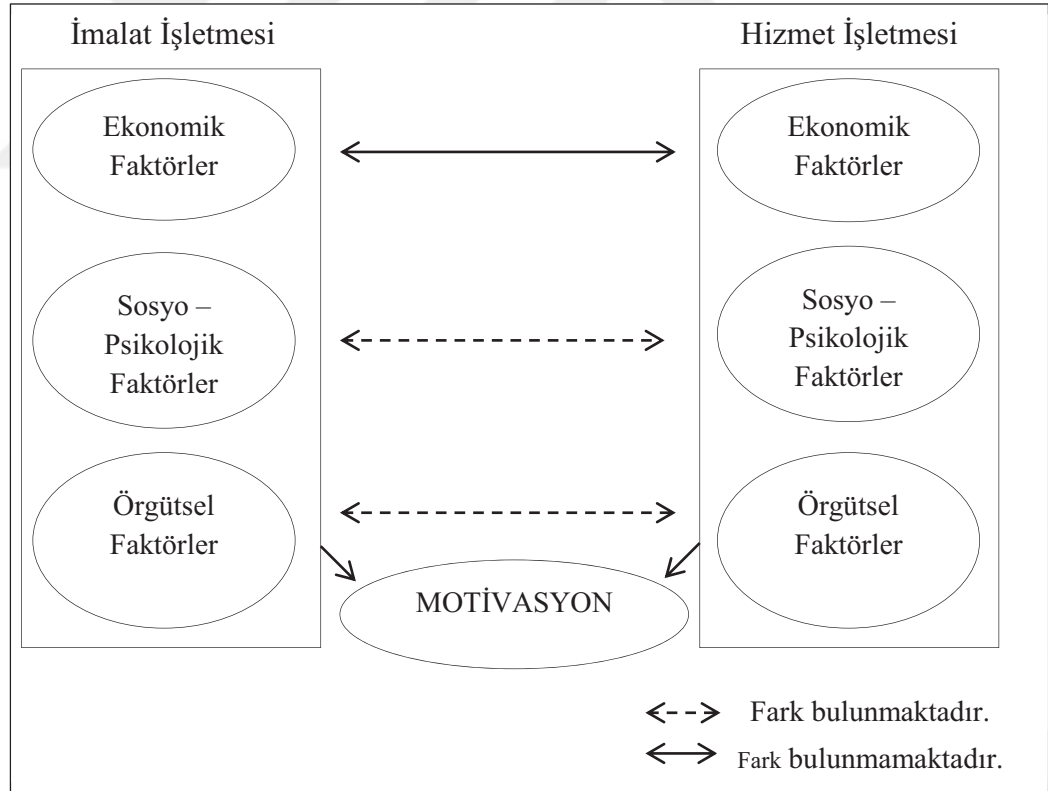 İmalat İşletmesi
Hizmet İşletmesi
Ekonomik
Faktörler
Ekonomik
Faktörler
Sosyo –
Psikolojik
Faktörler
Sosyo –
Psikolojik
Faktörler
Örgütsel
Faktörler
Örgütsel
Faktörler
MOTİVASYON
Fark bulunmaktadır.
Fark bulunmamaktadır.